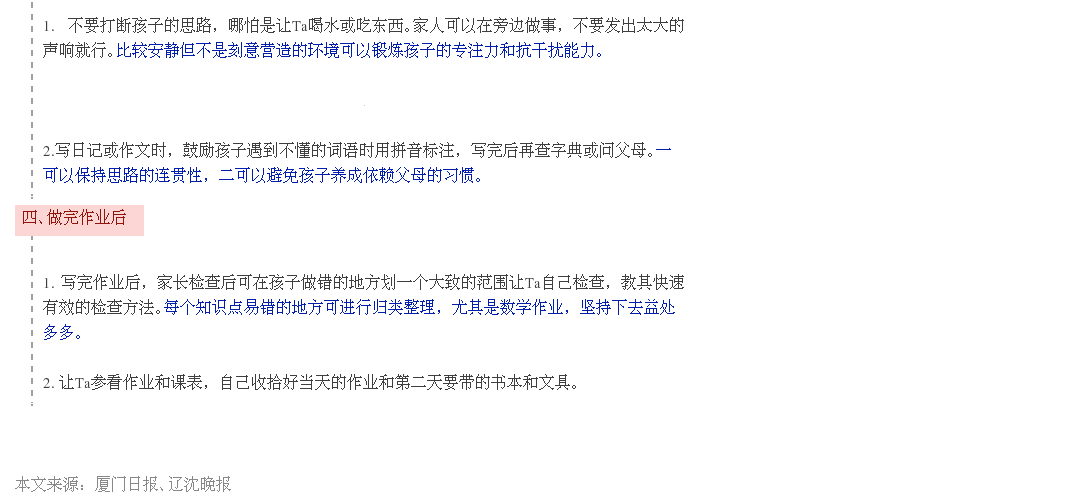 1. 不要打断孩子的思路，哪怕是让Ta喝水或吃东西。家人可以在旁边做事，不要发出太大的
声响就行。比较安静但不是刻意营造的环境可以锻炼孩子的专注力和抗干扰能力。
2.写日记或作文时，鼓励孩子遇到不懂的词语时用拼音标注，写完后再查字典或问父母。一
可以保持思路的连贯性，二可以避免孩子养成依赖父母的习惯。
四、做完作业后
1. 写完作业后，家长检查后可在孩子做错的地方划一个大致的范围让Ta自己检查，教其快速
有效的检查方法。每个知识点易错的地方可进行归类整理，尤其是数学作业，坚持下去益处
多多。
2. 让Ta参看作业和课表，自己收拾好当天的作业和第二天要带的书本和文具。
本文来源：厦门日报、辽沈晚报